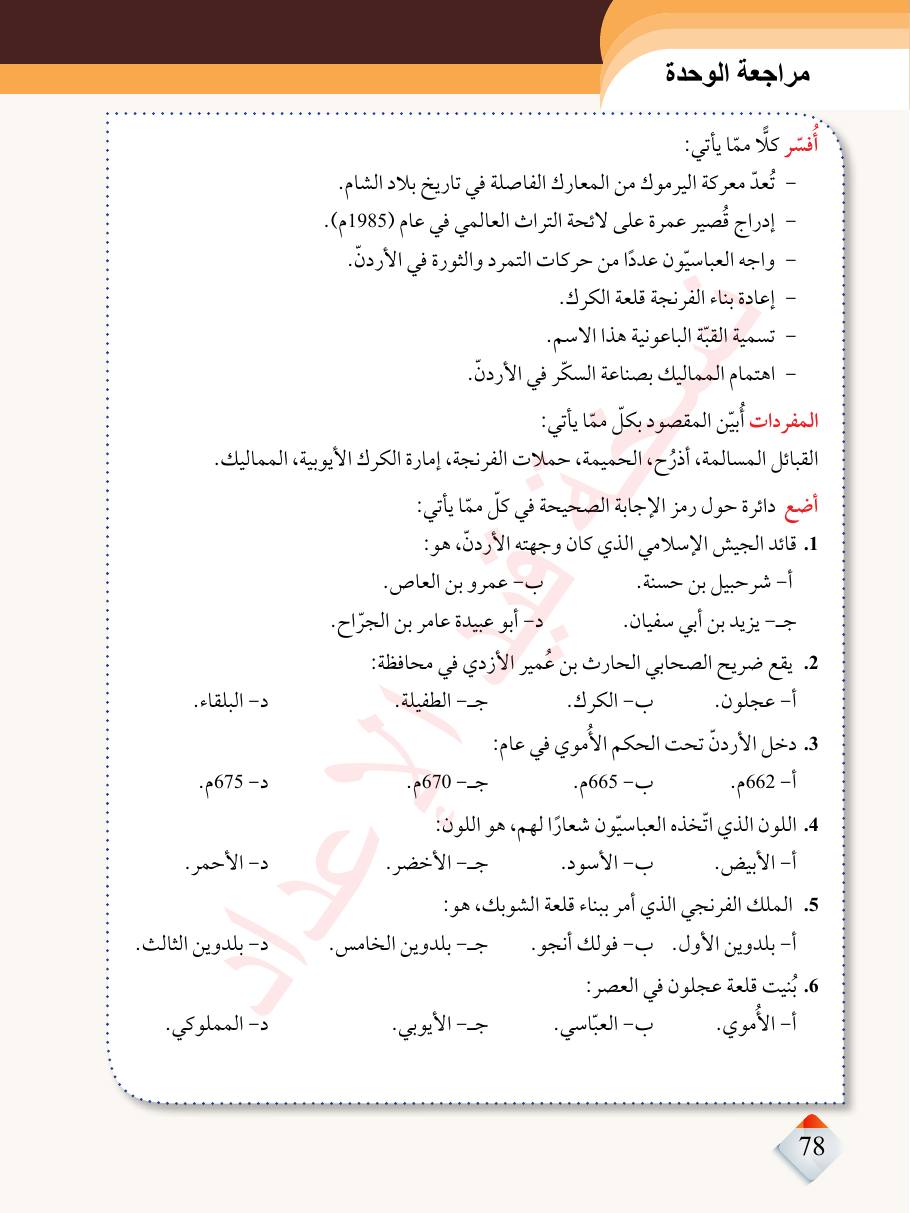 مراجعة الوحدة
أُفسّر كلًّا ممّا يأتي:
– تُعدّ معركة اليرموك من المعارك الفاصلة في تاريخ بلاد الشام.
– إدراج قُصير عمرة على لائحة التراث العالمي في عام (1985م).
– واجه العباسيّون عددًا من حركات التمرد والثورة في الأردنّ.
– إعادة بناء الفرنجة قلعة الكرك.
– تسمية القبّة الباعونية هذا الاسم.
– اهتمام المماليك بصناعة السكّر في الأردنّ.
المفردات أُبيّن المقصود بكلّ ممّا يأتي:
القبائل المسالمة، أذرُح، الحميمة، حملات الفرنجة، إمارة الكرك الأيوبية، المماليك.
أضع دائرة حول رمز الإجابة الصحيحة في كلّ ممّا يأتي:
1. قائد الجيش الإسلامي الذي كان وجهته الأردنّ، هو:
أ– شرحبيل بن حسنة. ب– عمرو بن العاص.
جـ– يزيد بن أبي سفيان. د– أبو عبيدة عامر بن الجرّاح.
2. يقع ضريح الصحابي الحارث بن عُمير الأزدي في محافظة:
أ– عجلون. ب– الكرك. جـ– الطفيلة. د– البلقاء.
3. دخل الأردنّ تحت الحكم الأُموي في عام:
أ– 662م. ب– 665م. جـ– 670م. د– 675م.
4. اللون الذي اتّخذه العباسيّون شعارًا لهم، هو اللون:
أ– الأبيض. ب– الأسود. جـ– الأخضر. د– الأحمر.
5. الملك الفرنجي الذي أمر ببناء قلعة الشوبك، هو:
أ– بلدوين الأول. ب– فولك أنجو. جـ– بلدوين الخامس. د– بلدوين الثالث.
6. بُنيت قلعة عجلون في العصر:
أ– الأُموي. ب– العبّاسي. جـ– الأيوبي. د– المملوكي.
نسخة قيد الإعداد
78